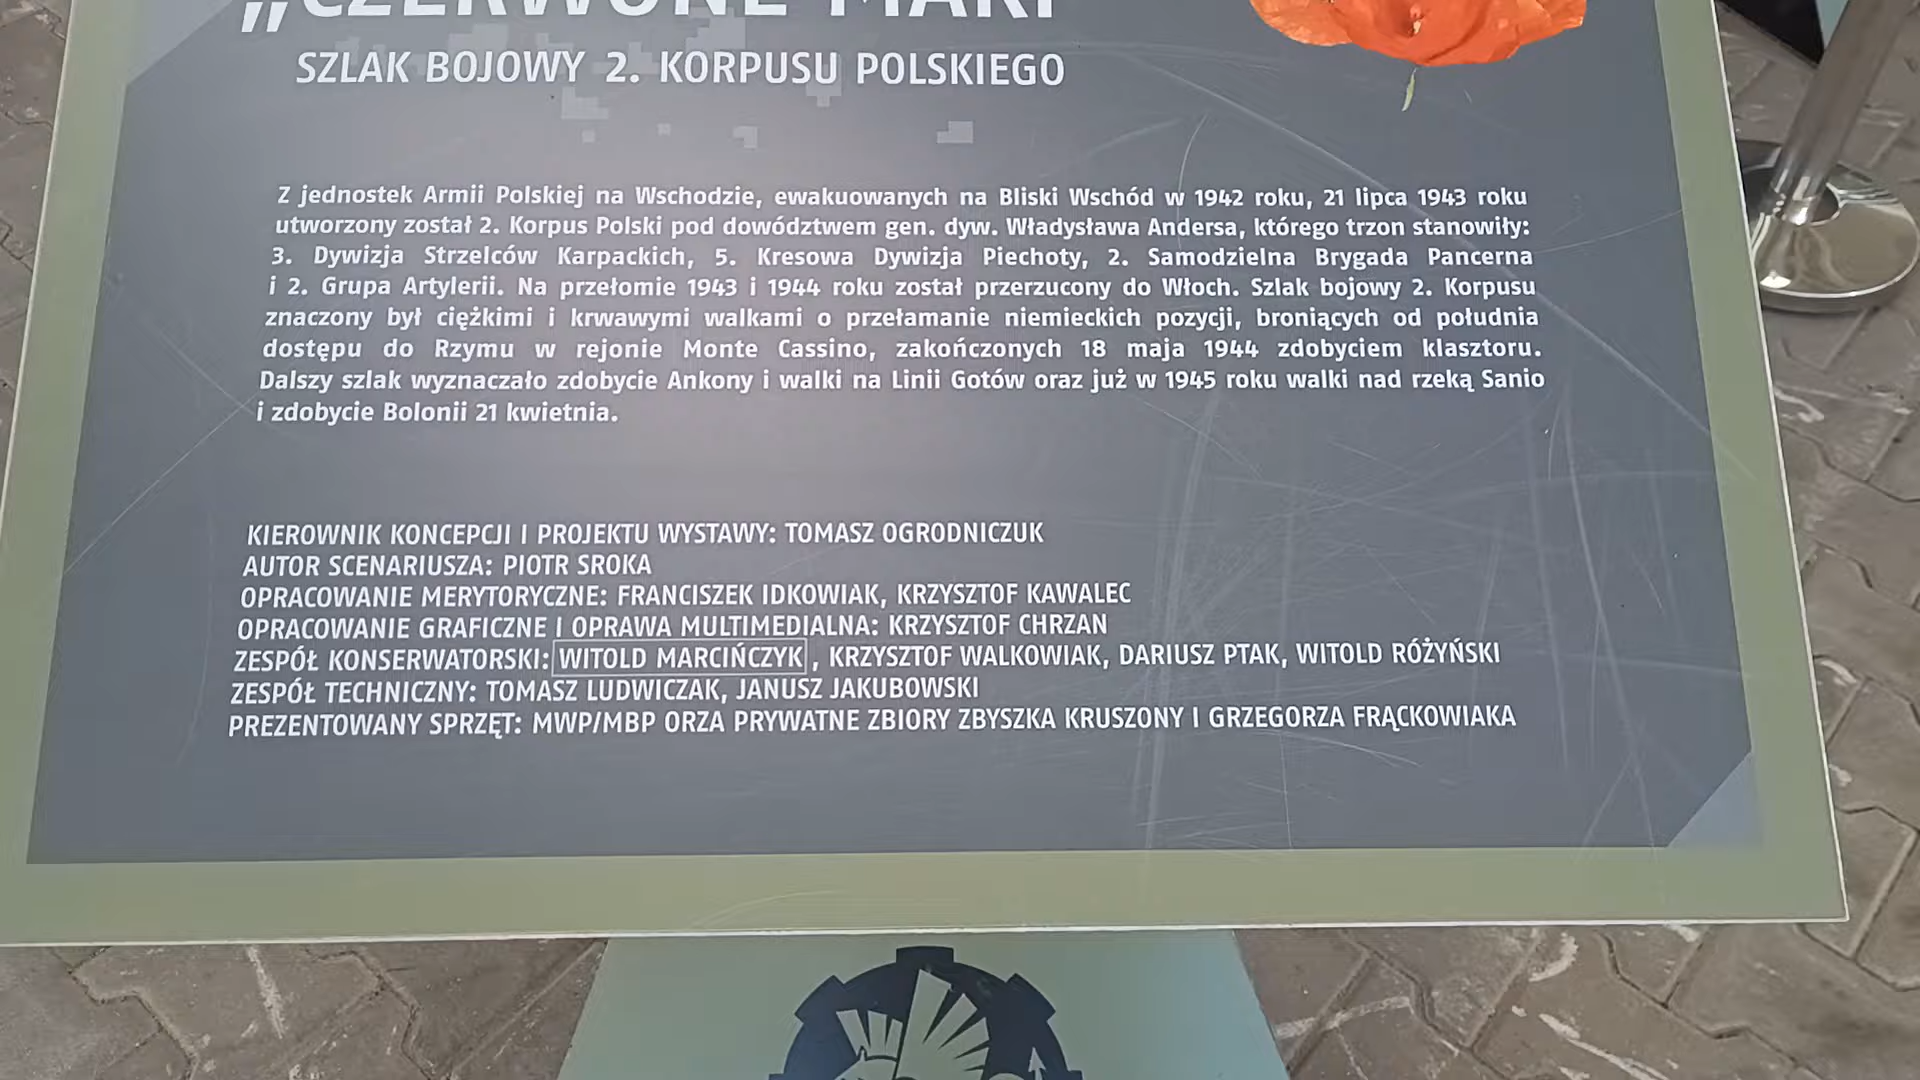 „CZERWONE MAKI
SZLAK BOJOWY 2. KORPUSU POLSKIEGO
Z jednostek Armii Polskiej na Wschodzie, ewakuowanych na Bliski Wschód w 1942 roku, 21 lipca 1943 roku
utworzony został 2. Korpus Polski pod dowództwem gen. dyw. Władysława Andersa, którego trzon stanowiły:
3. Dywizja Strzelców Karpackich, 5. Kresowa Dywizja Piechoty, 2. Samodzielna Brygada Pancerna
i 2. Grupa Artylerii. Na przełomie 1943 i 1944 roku został przerzucony do Włoch. Szlak bojowy 2. Korpusu
znaczony był ciężkimi i krwawymi walkami o przełamanie niemieckich pozycji, broniących od południa
dostępu do Rzymu w rejonie Monte Cassino, zakończonych 18 maja 1944 zdobyciem klasztoru.
Dalszy szlak wyznaczało zdobycie Ankony i walki na Linii Gotów oraz już w 1945 roku walki nad rzeką Sanio
i zdobycie Bolonii 21 kwietnia.
KIEROWNIK KONCEPCJI I PROJEKTU WYSTAWY: TOMASZ OGRODNICZUK
AUTOR SCENARIUSZA: PIOTR SROKA
OPRACOWANIE MERYTORYCZNE: FRANCISZEK IDKOWIAK, KRZYSZTOF KAWALEC
OPRACOWANIE GRAFICZNE I OPRAWA MULTIMEDIALNA: KRZYSZTOF CHRZAN
ZESPÓŁ KONSERWATORSKI: WITOLD MARCIŃCZYK , KRZYSZTOF WALKOWIAK, DARIUSZ PTAK, WITOLD RÓŻYŃSKI
ZESPÓŁ TECHNICZNY: TOMASZ LUDWICZAK, JANUSZ JAKUBOWSKI
PREZENTOWANY SPRZĘT: MWP/MBP ORZA PRYWATNE ZBIORY ZBYSZKA KRUSZONY I GRZEGORZA FRĄCKOWIAKA